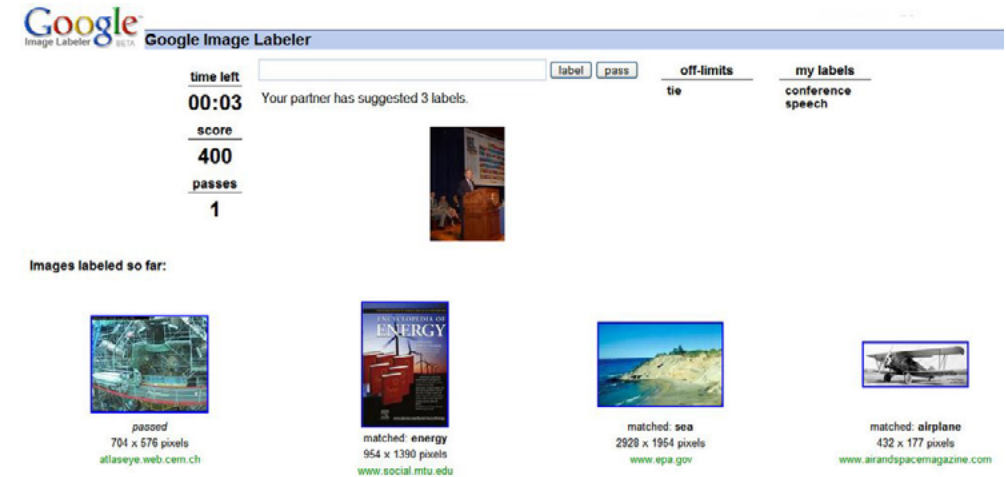 Google
Image Labeler BETA
Google Image Labeler
time left
00:03
score
400
passes
1
label pass
Your partner has suggested 3 labels.
off-limits
tie
my labels
conference
speech
Images labeled so far:
passed
704 x 576 pixels
atlaseye.web.cern.ch
ENCYCLOPEDIA OF
ENERGY
matched: energy
954 x 1390 pixels
www.social.mtu.edu
matched: sea
2928 x 1954 pixels
www.epa.gov
matched: airplane
432 x 177 pixels
www.airandspacemagazine.com